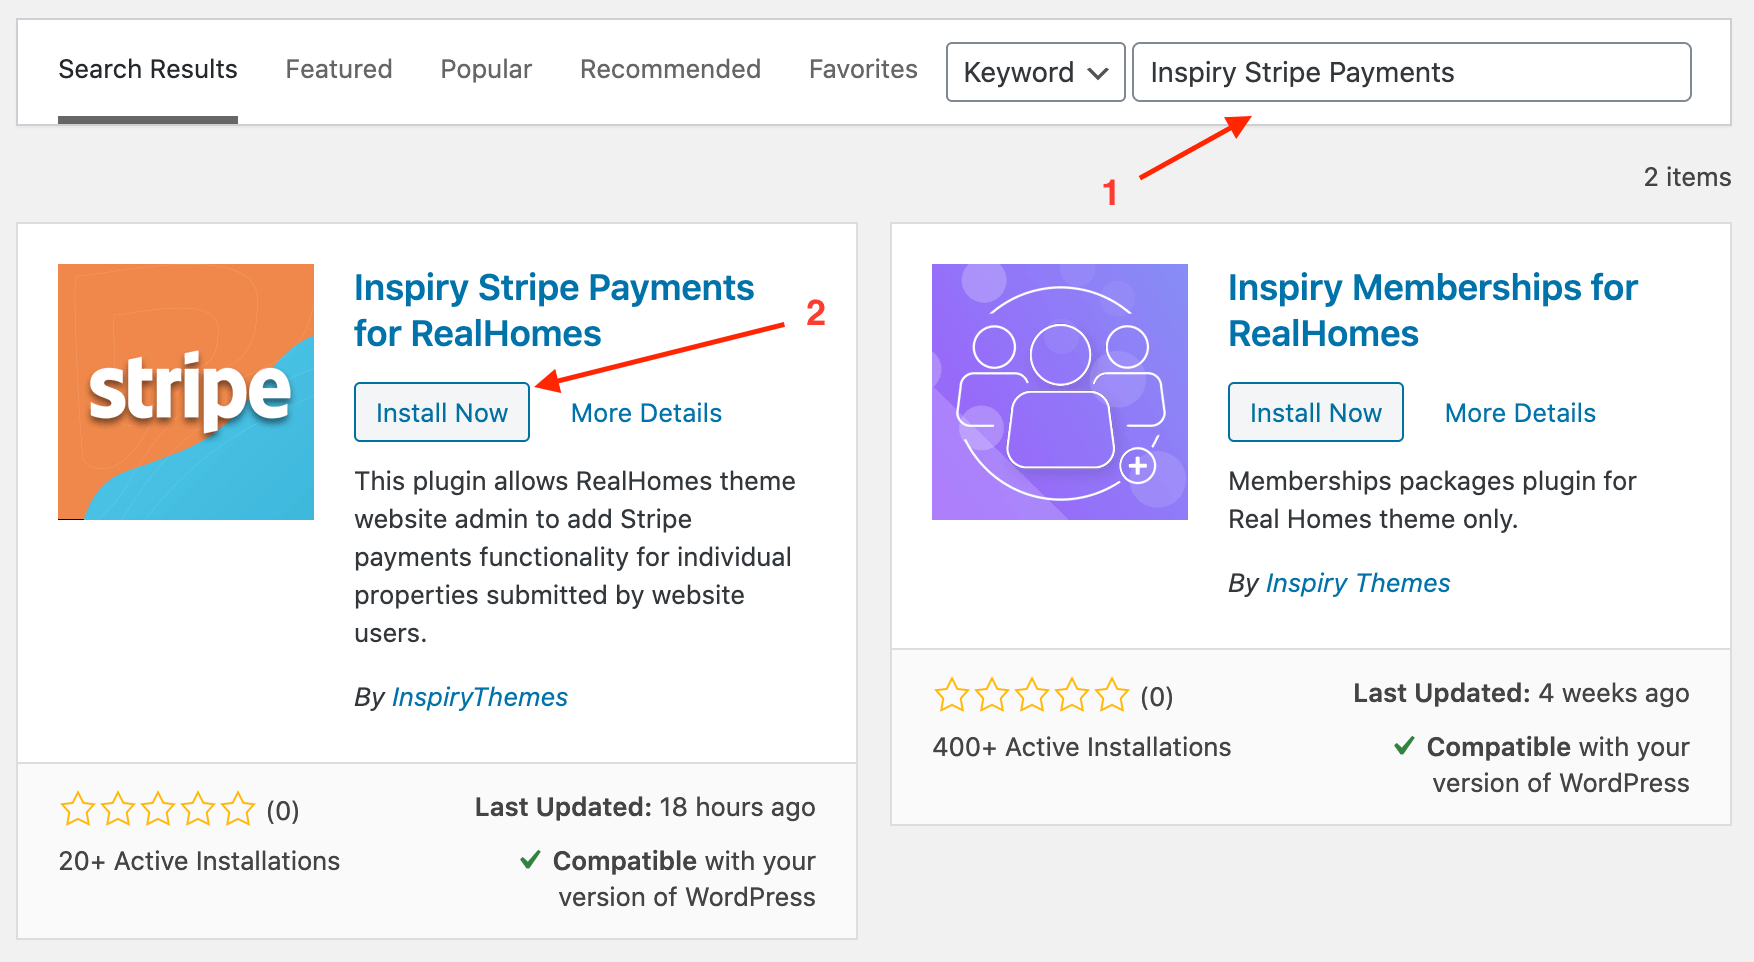 Search Results Featured Popular Recommended Favorites Keyword Inspiry Stripe Payments
1
2 items
stripe
Inspiry Stripe Payments
for RealHomes
2
Install Now More Details
This plugin allows RealHomes theme
website admin to add Stripe
payments functionality for individual
properties submitted by website
users.
By InspiryThemes
(0)
Last Updated: 18 hours ago
20+ Active Installations
Compatible with your
version of WordPress
Inspiry Memberships for
RealHomes
Install Now More Details
Memberships packages plugin for
Real Homes theme only.
By Inspiry Themes
(0)
Last Updated: 4 weeks ago
400+ Active Installations
Compatible with your
version of WordPress